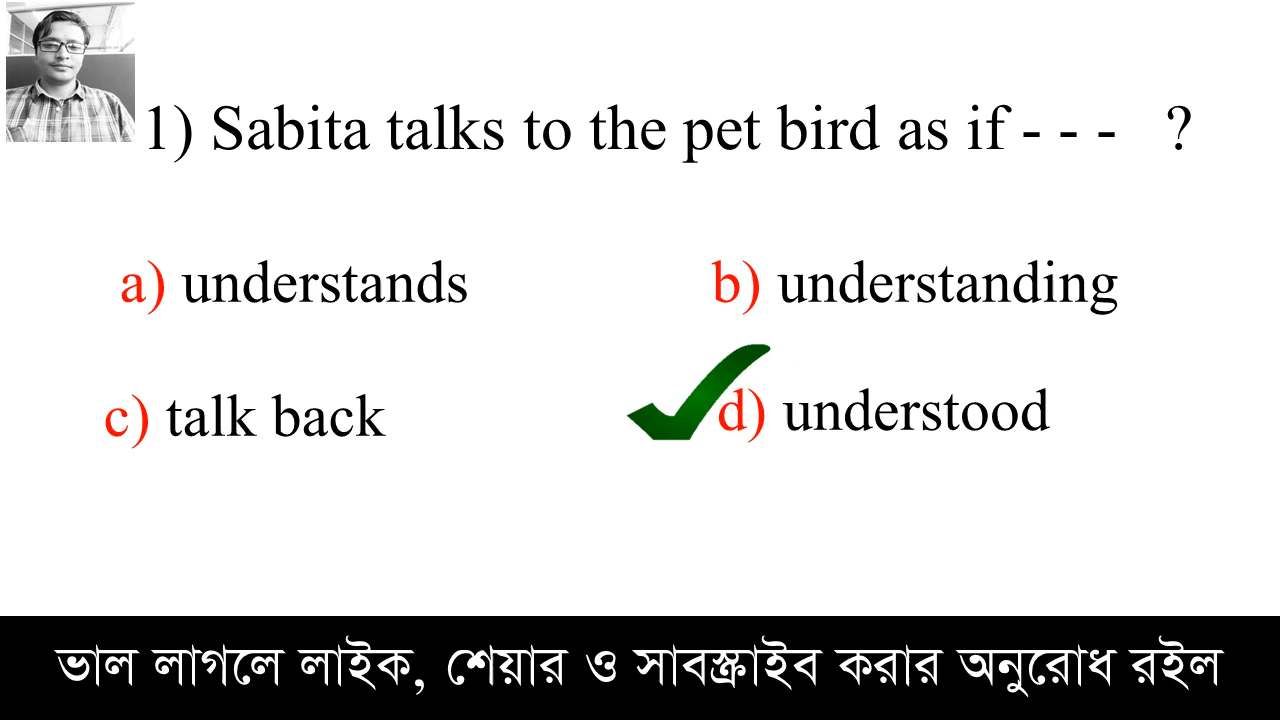 1) Sabita talks to the pet bird as if - - - ?
a) understands
b) understanding
c) talk back
d) understood
ভাল লাগলে লাইক, শেয়ার ও সাবস্ক্রাইব করার অনুরোধ রইল